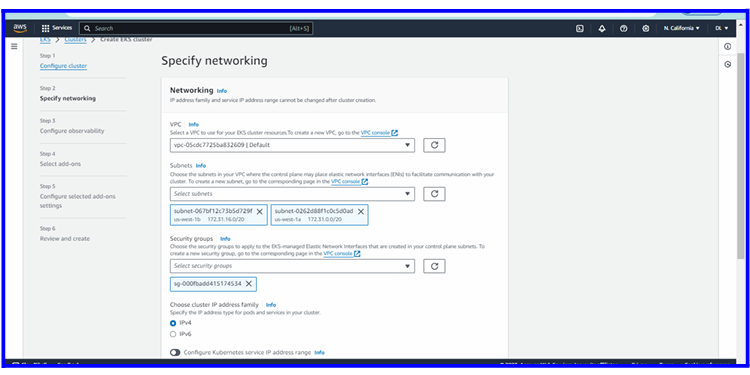 aws
Services
Search
[Alt+S]
N. California
DL
EKS > Clusters > Create EKS cluster
Step 1
Configure cluster
Step 2
Specify networking
Step 3
Configure observability
Step 4
Select add-ons
Step 5
Configure selected add-ons
settings
Step 6
Review and create
Specify networking
Networking Info
IP address family and service IP address range cannot be changed after cluster creation.
VPC Info
Select a VPC to use for your EKS cluster resources.To create a new VPC, go to the VPC console
vpc-05cdc7725ba832609 | Default
Subnets Info
Choose the subnets in your VPC where the control plane may place elastic network interfaces (ENIs) to facilitate communication with your
cluster. To create a new subnet, go to the corresponding page in the VPC console
Select subnets
subnet-067bf12c73b5d729f
us-west-1b 172.31.16.0/20
subnet-0262d88f1c0c5d0ad
us-west-1a 172.31.0.0/20
Security groups Info
Choose the security groups to apply to the EKS-managed Elastic Network Interfaces that are created in your control plane subnets. To
create a new security group, go to the corresponding page in the VPC console
Select security groups
sg-000fbadd415174534
Choose cluster IP address family Info
Specify the IP address type for pods and services in your cluster.
IPv4
IPv6
Configure Kubernetes service IP address range Info